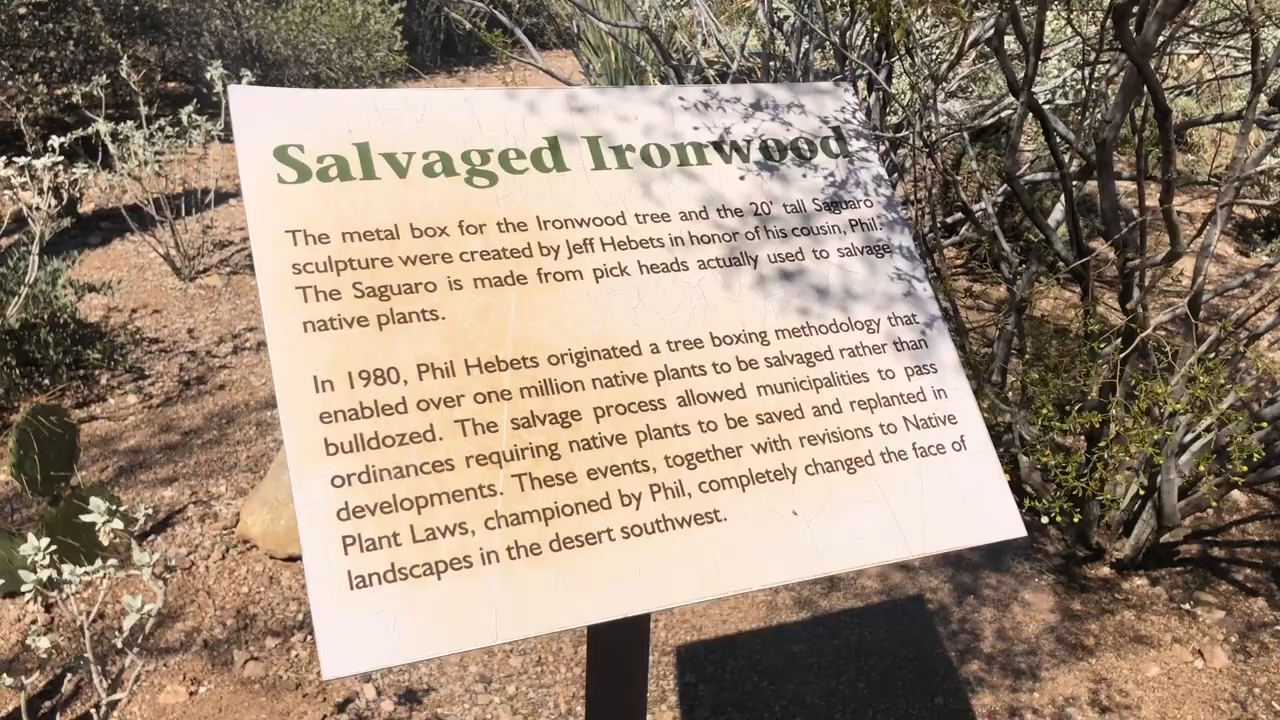 Salvaged Ironwood
The metal box for the Ironwood tree and the 20' tall Saguaro
sculpture were created by Jeff Hebets in honor of his cousin, Phil.
The Saguaro is made from pick heads actually used to salvage
native plants.
In 1980, Phil Hebets originated a tree boxing methodology that
enabled over one million native plants to be salvaged rather than
bulldozed. The salvage process allowed municipalities to pass
ordinances requiring native plants to be saved and replanted in
developments. These events, together with revisions to Native
Plant Laws, championed by Phil, completely changed the face of
landscapes in the desert southwest.